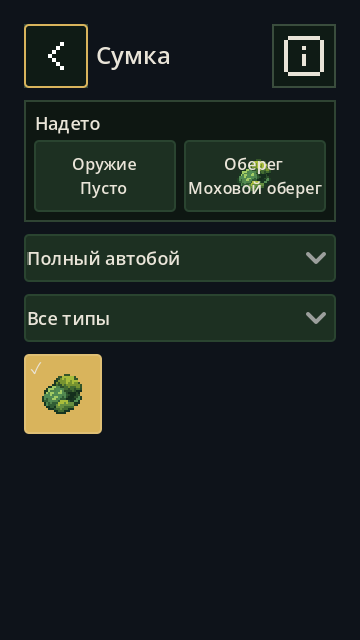 Сумка
Надето
Оружие
Пусто
Оберег
Моховой оберег
Полный автобой
Все типы